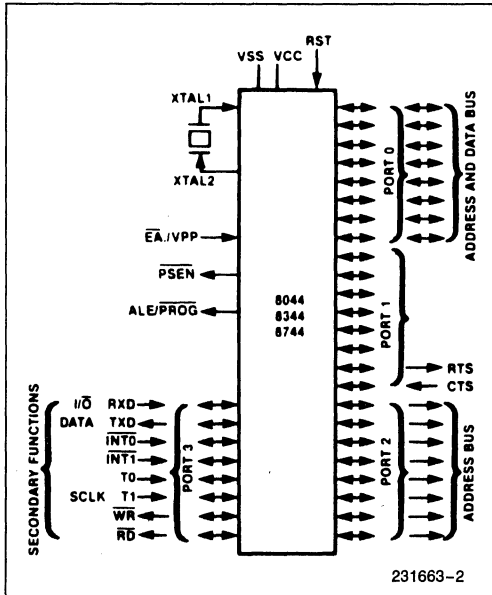 VSS VCC RST
XTAL1
XTAL2
EA./VPP
PSEN
ALE/PROG
8044
8344
8744
PORT 0
ADDRESS AND DATA BUS
PORT 1
RTS
CTS
PORT 2
ADDRESS BUS
SECONDARY FUNCTIONS
I/O RXD
DATA TXD
INT0
INT1
T0
SCLK T1
WR
RD
PORT 3
231663-2